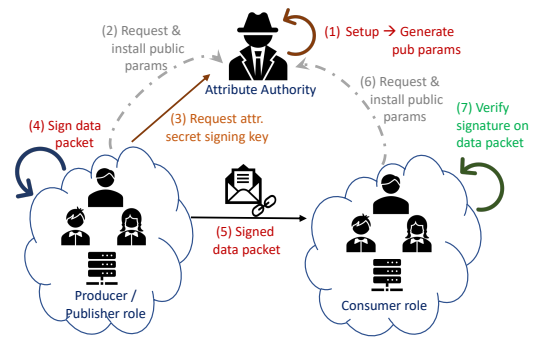 (1) Setup → Generate
pub params
(2) Request &
install public
params
Attribute Authority
(3) Request attr.
secret signing key
(4) Sign data
packet
(6) Request &
install public
params
(7) Verify
signature on
data packet
(5) Signed
data packet
Producer /
Publisher role
Consumer role